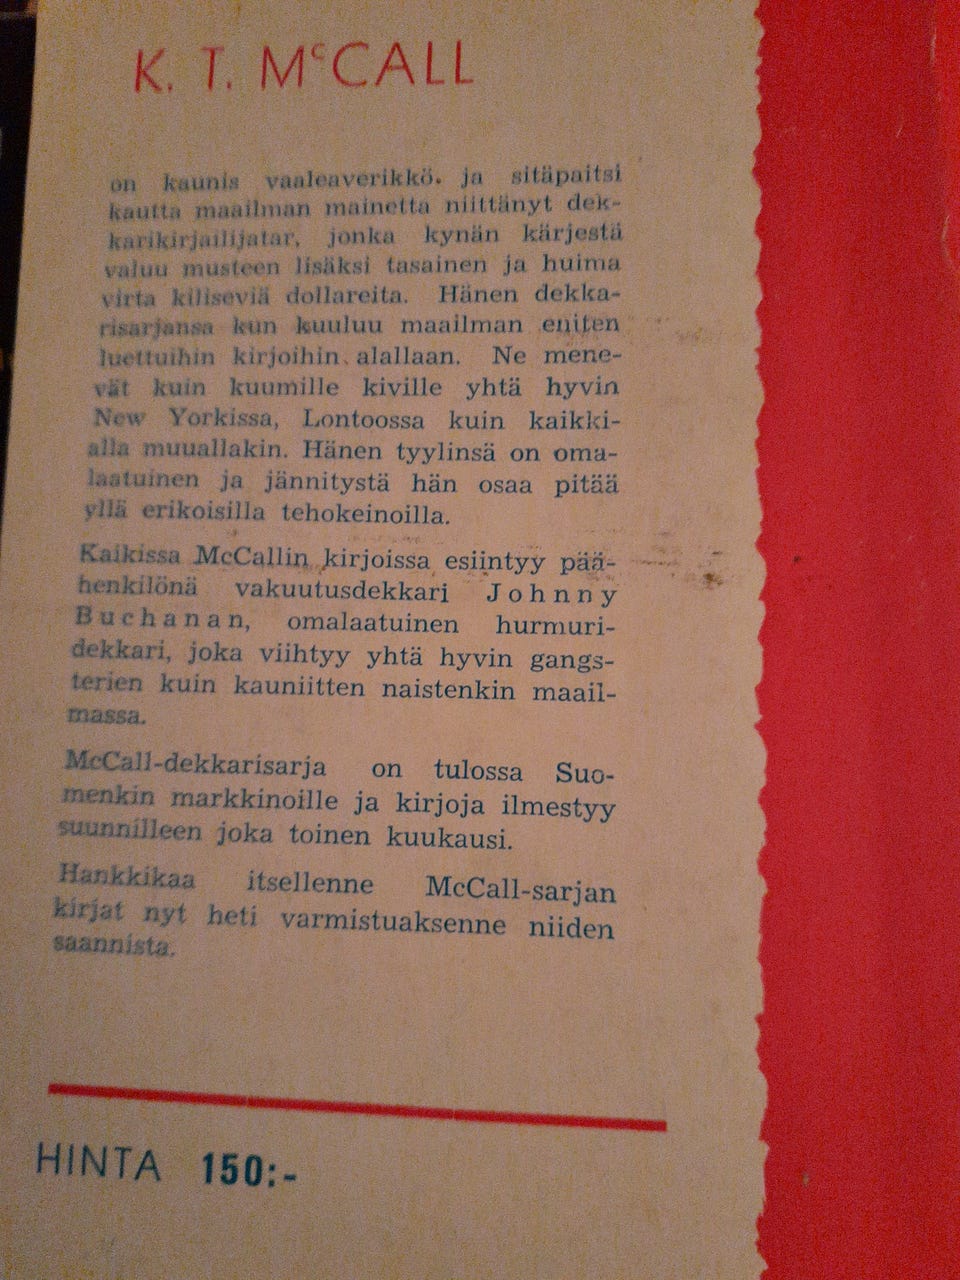 K. T. McCALL
on kaunis vaaleaverikkö. ja sitäpaitsi
kautta maailman mainetta niittänyt dek-
karikirjailijatar, jonka kynän kärjestä
valuu musteen lisäksi tasainen ja huima
virta kiliseviä dollareita. Hänen dekka-
risarjansa kun kuuluu maailman eniten
luettuihin kirjoihin alallaan. Ne mene-
vät kuin kuumille kiville yhtä hyvin
New Yorkissa, Lontoossa kuin kaikki-
alla muuallakin. Hänen tyylinsä on oma-
laatuinen ja jännitystä hän osaa pitää
yllä erikoisilla tehokeinoilla.
Kaikissa McCallin kirjoissa esiintyy pää-
henkilönä vakuutusdekkari Johnny
Buchanan, omalaatuinen hurmuri-
dekkari, joka viihtyy yhtä hyvin gangs-
terien kuin kauniitten naistenkin maail-
massa.
McCall-dekkarisarja on tulossa Suo-
menkin markkinoille ja kirjoja ilmestyy
suunnilleen joka toinen kuukausi.
Hankkikaa itsellenne McCall-sarjan
kirjat nyt heti varmistuaksenne niiden
saannista.
HINTA 150:-